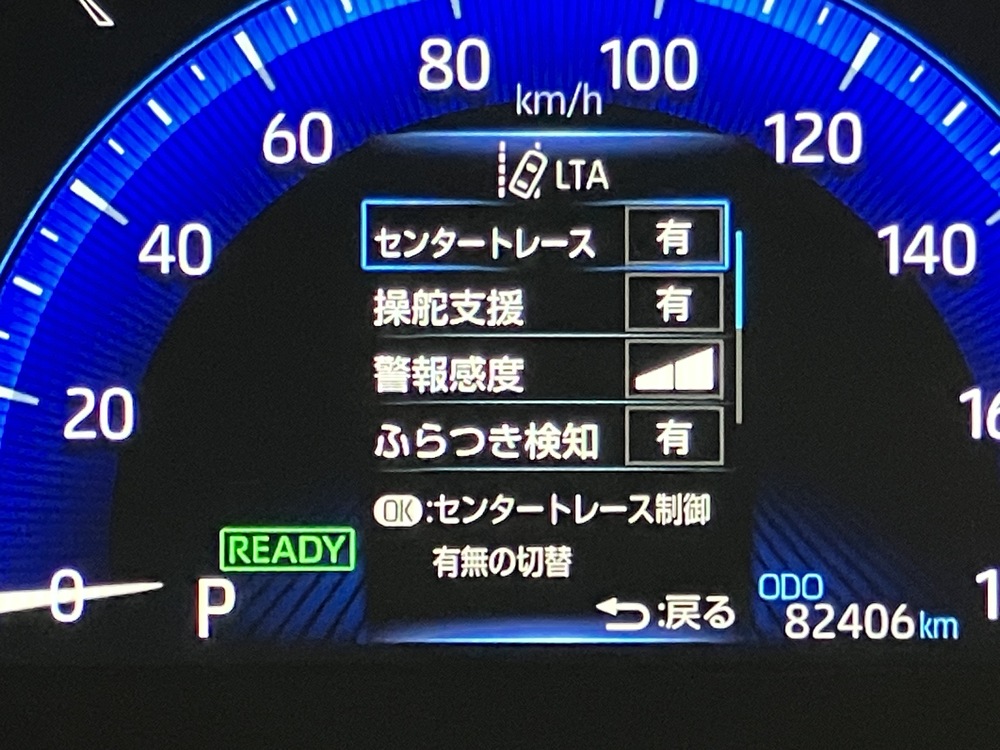 80
100
km/h
60
120
LTA
センタートレース 有
40
140
操舵支援 有
警報感度
20
ふらつき検知 有
OK:センタートレース制御
有無の切替
READY
0
P
:戻る
ODO
82406km